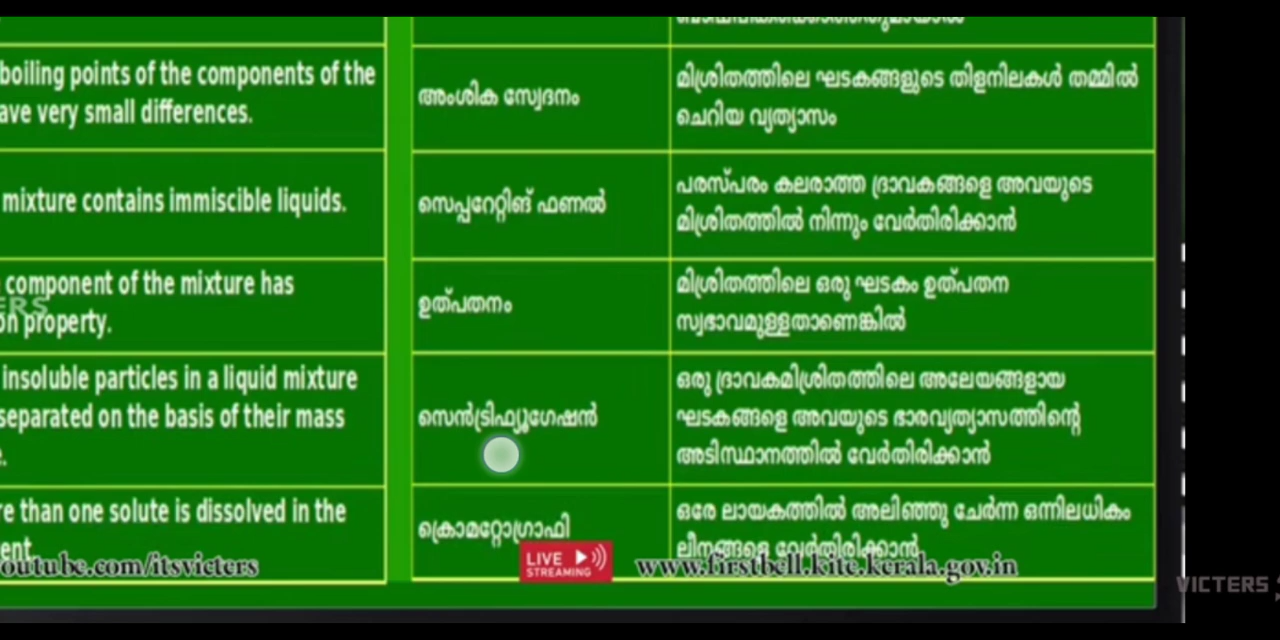 boiling points of the components of the
ave very small differences.
mixture contains immiscible liquids.
component of the mixture has
on property.
insoluble particles in a liquid mixture
separated on the basis of their mass
re than one solute is dissolved in the
ent.
outube.com/itsvicters
അംശിക സ്വേദനം
മിശ്രിതത്തിലെ ഘടകങ്ങളുടെ തിളനിലകൾ തമ്മിൽ
ചെറിയ വ്യത്യാസം
സെപ്പറേറ്റിങ് ഫണൽ
പരസ്പരം കലരാത്ത ദ്രാവകങ്ങളെ അവയുടെ
മിശ്രിതത്തിൽ നിന്നും വേർതിരിക്കാൻ
ഉത്പതനം
മിശ്രിതത്തിലെ ഒരു ഘടകം ഉത്പതന
സ്വഭാവമുള്ളതാണെങ്കിൽ
സെൻട്രിഫ്യൂഗേഷൻ
ഒരു ദ്രാവകമിശ്രിതത്തിലെ അലേയങ്ങളായ
ഘടകങ്ങളെ അവയുടെ ഭാരവ്യത്യാസത്തിന്റെ
അടിസ്ഥാനത്തിൽ വേർതിരിക്കാൻ
ക്രൊമറ്റോഗ്രാഫി
ഒരേ ലായകത്തിൽ അലിഞ്ഞു ചേർന്ന ഒന്നിലധികം
ലീനങ്ങളെ വേർതിരിക്കാൻ
LIVE
STREAMING
www.firstbell.kite.kerala.gov.in
VICTERS